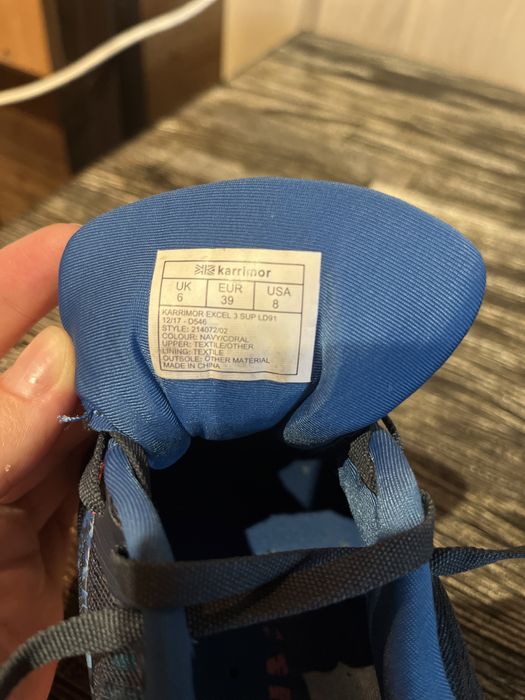 karrimor
UK EUR USA
6 39 8
KARRIMOR EXCEL 3 SUP LD91
12/17 - D546
STYLE: 214072/02
COLOUR: NAVY/CORAL
UPPER: TEXTILE/OTHER
LINING: TEXTILE
OUTSOLE: OTHER MATERIAL
MADE IN CHINA